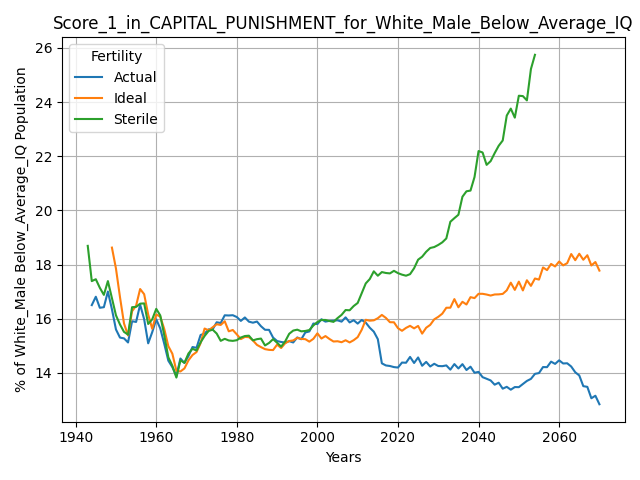 Score_1_in_CAPITAL_PUNISHMENT_for_White_Male_Below_Average_IQ
Fertility
Actual
Ideal
Sterile
% of White_Male Below_Average_IQ Population
26
24
22
20
18
16
14
1940
1960
1980
2000
2020
2040
2060
Years